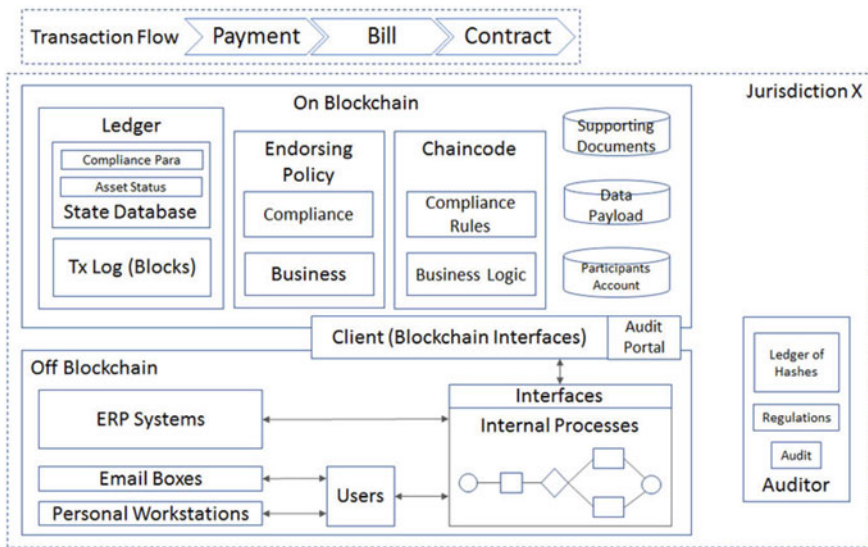 Transaction Flow
Payment
Bill
Contract
Jurisdiction X
On Blockchain
Ledger
Compliance Para
Asset Status
State Database
Tx Log (Blocks)
Endorsing
Policy
Compliance
Business
Chaincode
Compliance
Rules
Business Logic
Supporting
Documents
Data
Payload
Participants
Account
Client (Blockchain Interfaces)
Audit
Portal
Off Blockchain
ERP Systems
Email Boxes
Personal Workstations
Users
Interfaces
Internal Processes
Ledger of
Hashes
Regulations
Audit
Auditor